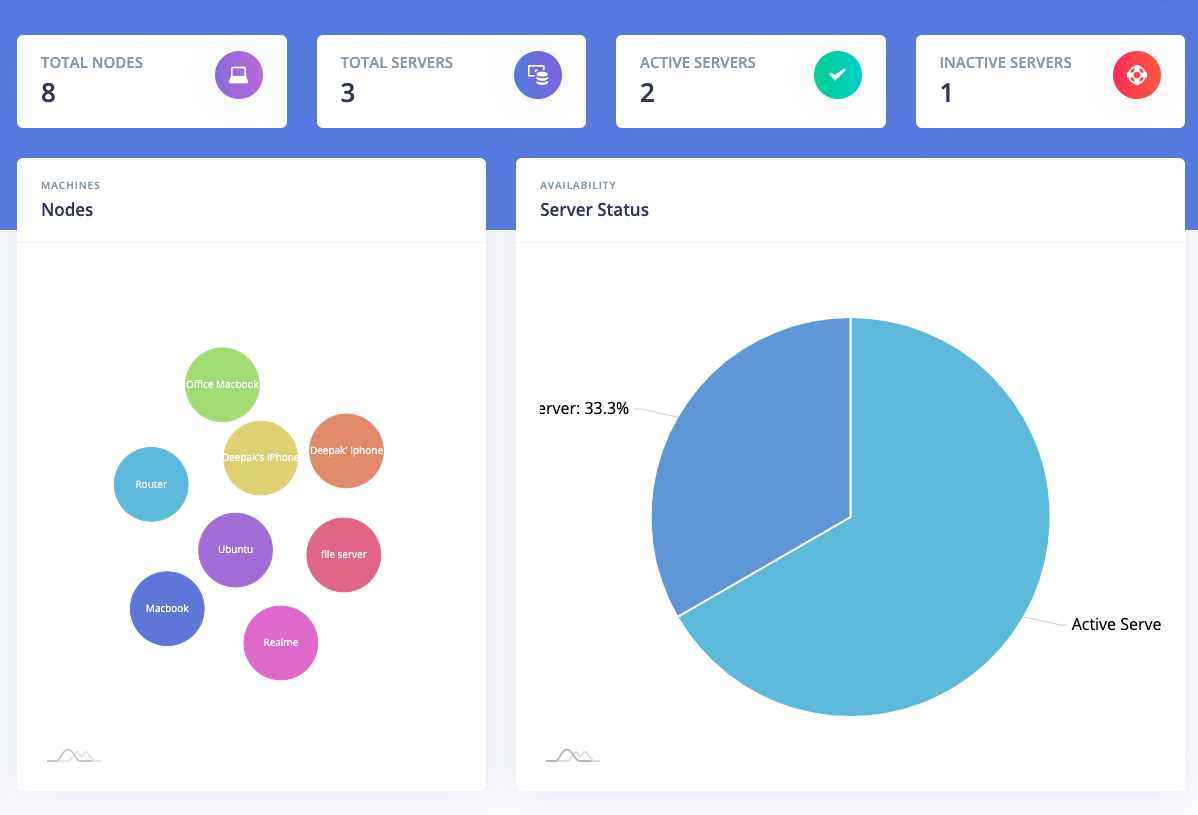 TOTAL NODES
8
TOTAL SERVERS
3
ACTIVE SERVERS
2
INACTIVE SERVERS
1
MACHINES
Nodes
AVAILABILITY
Server Status
Office Macbook
Deepak's iPhone
Deepak' Iphone
Router
Ubuntu
file server
Macbook
Realme
erver: 33.3%
Active Serve